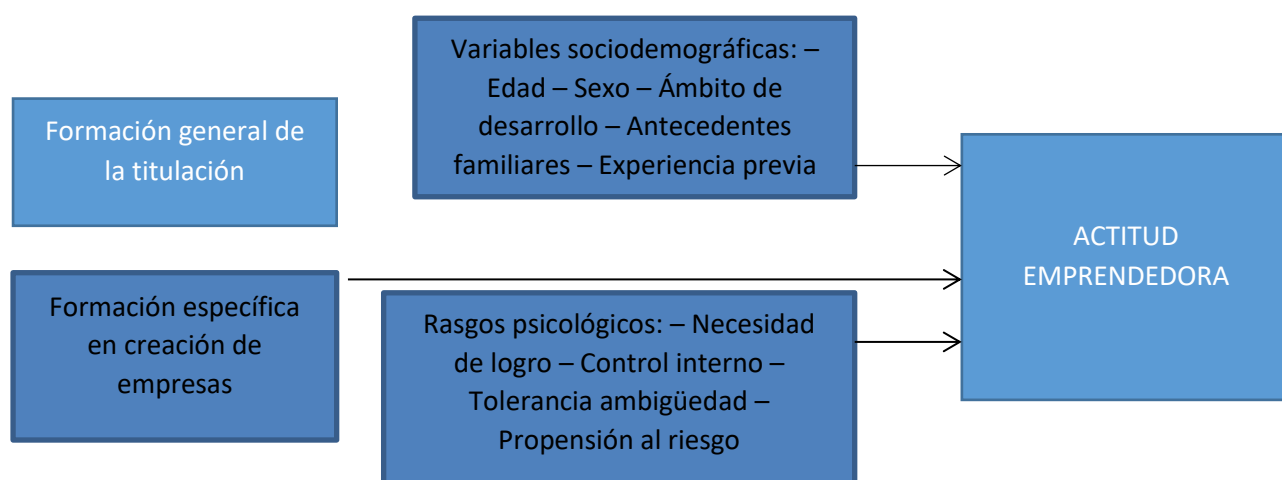 Formación general de
la titulación
Formación específica
en creación de
empresas
Variables sociodemográficas: –
Edad – Sexo – Ámbito de
desarrollo – Antecedentes
familiares – Experiencia previa
Rasgos psicológicos: – Necesidad
de logro – Control interno –
Tolerancia ambigüedad –
Propensión al riesgo
ACTITUD
EMPRENDEDORA